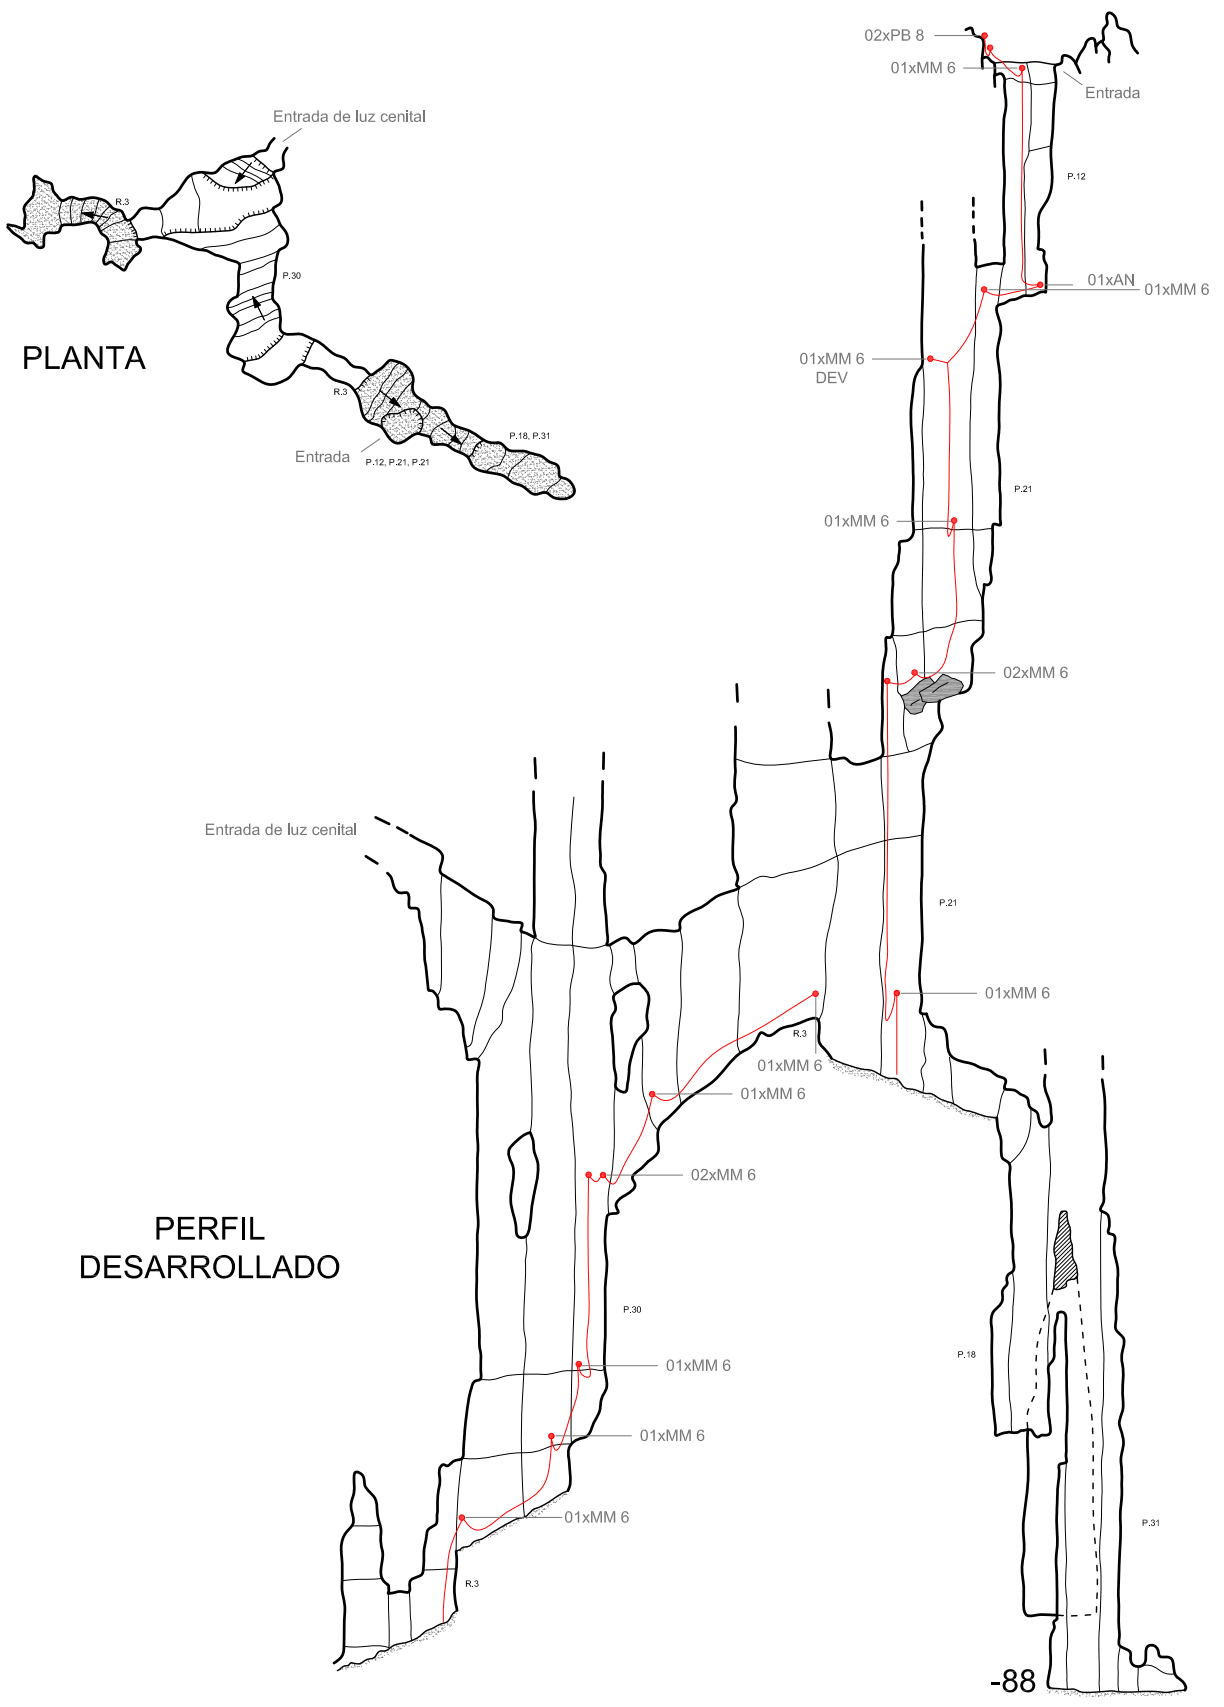 02xPB 8
01xMM 6
Entrada
Entrada de luz cenital
P.12
R.3
P.30
01xAN
01xMM 6
PLANTA
01xMM 6
DEV
R.3
P.18, P.31
Entrada
P.12, P.21, P.21
P.21
01xMM 6
02xMM 6
Entrada de luz cenital
P.21
01xMM 6
R.3
01xMM 6
01xMM 6
02xMM 6
PERFIL
DESARROLLADO
P.30
P.18
01xMM 6
01xMM 6
01xMM 6
P.31
R.3
-88